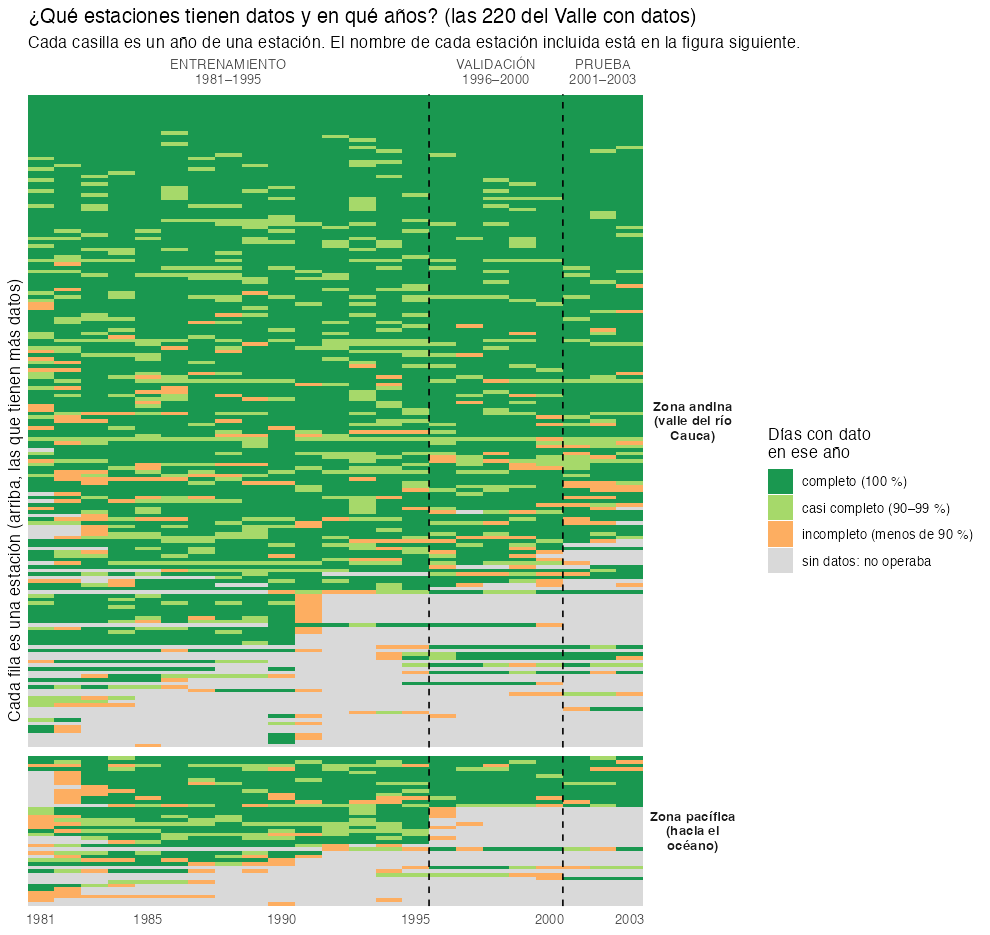 ¿Qué estaciones tienen datos y en qué años? (las 220 del Valle con datos)
Cada casilla es un año de una estación. El nombre de cada estación incluida está en la figura siguiente.
ENTRENAMIENTO
1981–1995
VALIDACIÓN
1996–2000
PRUEBA
2001–2003
Cada fila es una estación (arriba, las que tienen más datos)
Zona andina
(valle del río
Cauca)
Zona pacífica
(hacia el
océano)
Días con dato
en ese año
completo (100 %)
casi completo (90–99 %)
incompleto (menos de 90 %)
sin datos: no operaba
1981 1985 1990 1995 2000 2003